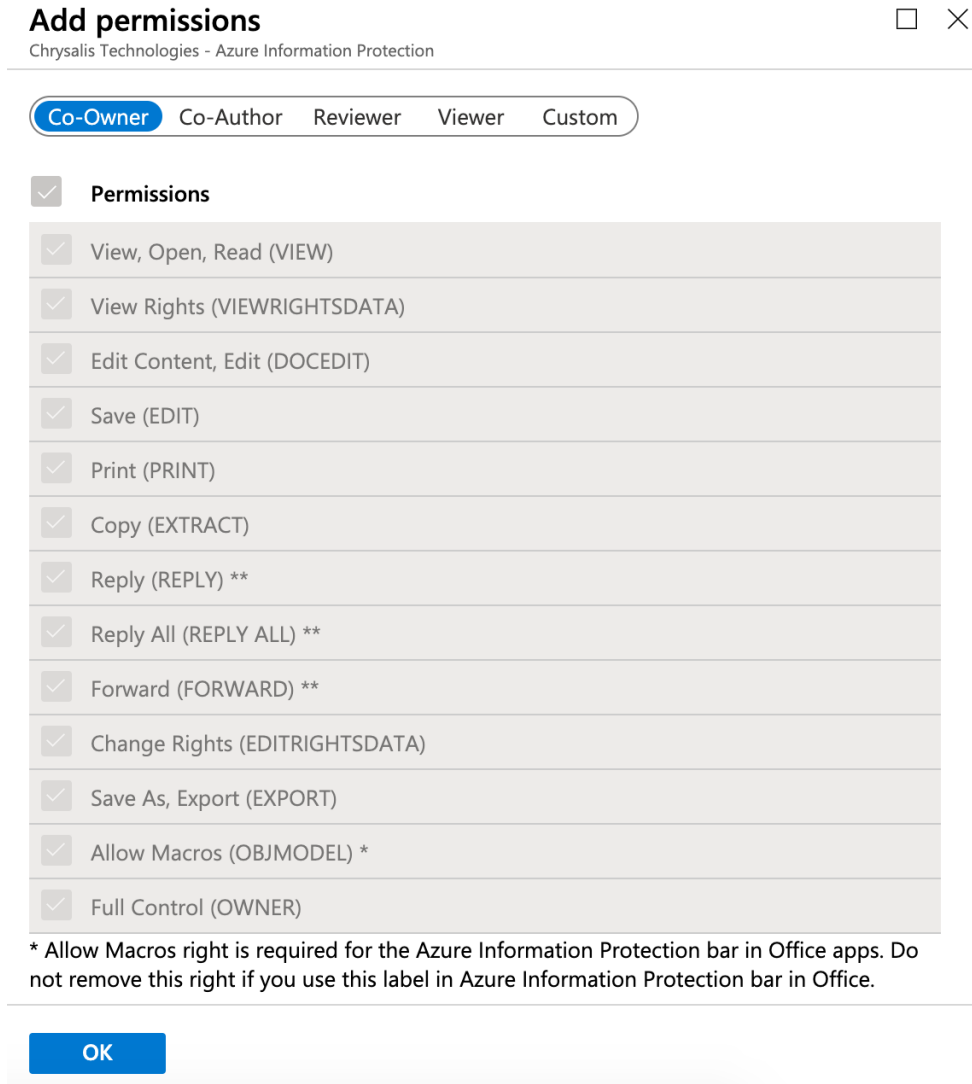 Add permissions
Chrysalis Technologies - Azure Information Protection
Co-Owner Co-Author Reviewer Viewer Custom
Permissions
View, Open, Read (VIEW)
View Rights (VIEWRIGHTSDATA)
Edit Content, Edit (DOCEDIT)
Save (EDIT)
Print (PRINT)
Copy (EXTRACT)
Reply (REPLY) **
Reply All (REPLY ALL) **
Forward (FORWARD) **
Change Rights (EDITRIGHTSDATA)
Save As, Export (EXPORT)
Allow Macros (OBJMODEL) *
Full Control (OWNER)
* Allow Macros right is required for the Azure Information Protection bar in Office apps. Do
not remove this right if you use this label in Azure Information Protection bar in Office.
OK